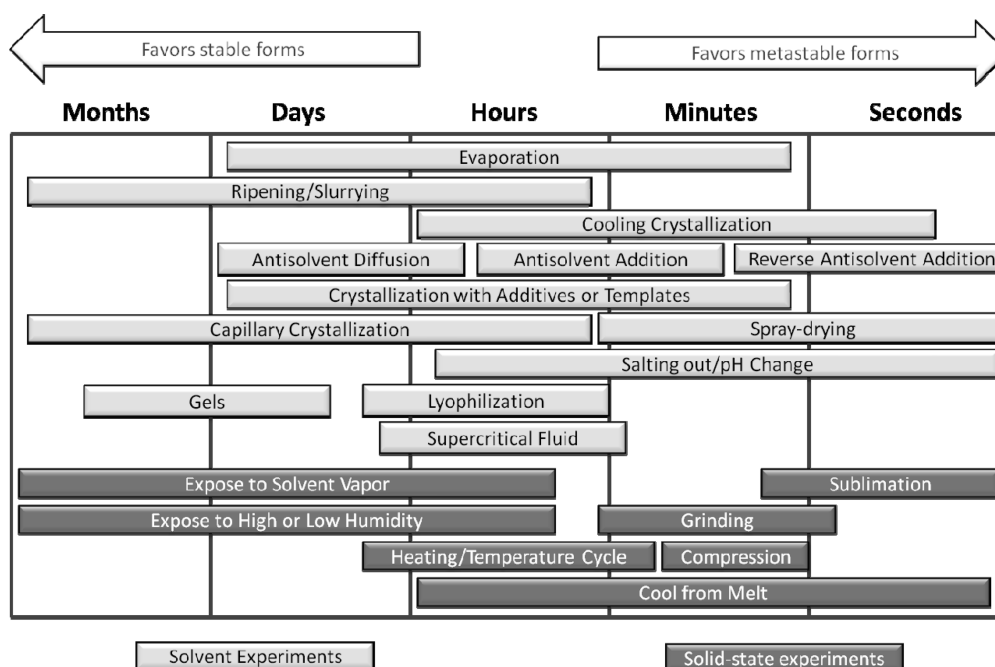 Favors stable forms
Favors metastable forms
Months Days Hours Minutes Seconds
Evaporation
Ripening/Slurrying
Cooling Crystallization
Antisolvent Diffusion
Antisolvent Addition
Reverse Antisolvent Addition
Crystallization with Additives or Templates
Capillary Crystallization
Spray-drying
Salting out/pH Change
Gels
Lyophilization
Supercritical Fluid
Expose to Solvent Vapor
Sublimation
Expose to High or Low Humidity
Grinding
Heating/Temperature Cycle
Compression
Cool from Melt
Solvent Experiments
Solid-state experiments